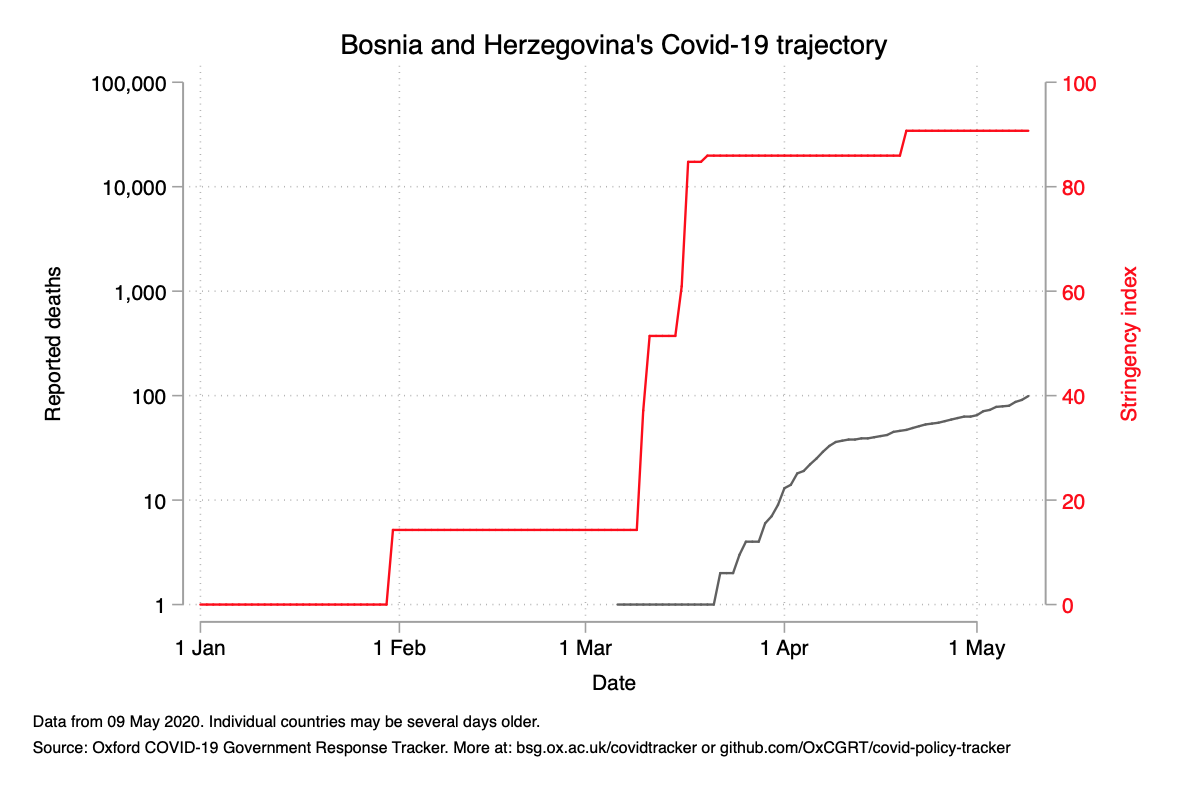 Bosnia and Herzegovina's Covid-19 trajectory
100,000
10,000
1,000
100
10
1
Reported deaths
100
80
60
40
20
0
Stringency index
1 Jan
1 Feb
1 Mar
1 Apr
1 May
Date
Data from 09 May 2020. Individual countries may be several days older.
Source: Oxford COVID-19 Government Response Tracker. More at: bsg.ox.ac.uk/covidtracker or github.com/OxCGRT/covid-policy-tracker